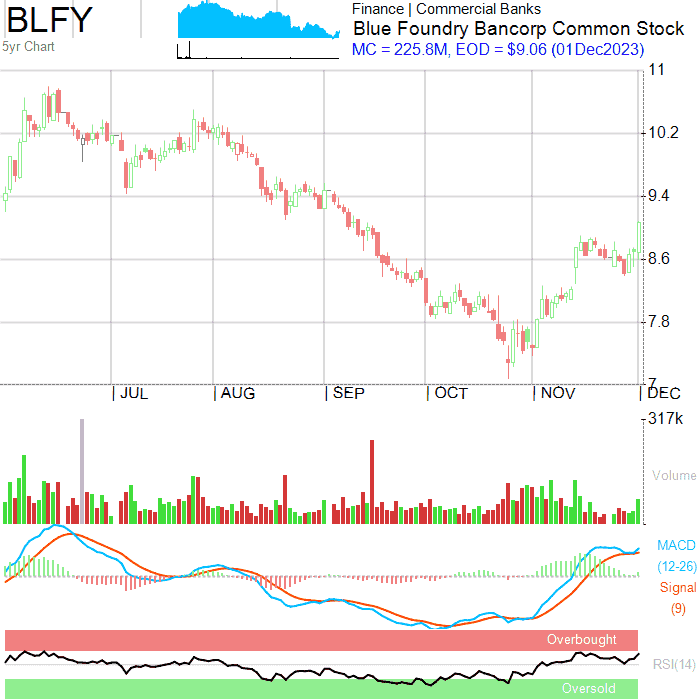 BLFY
5yr Chart
Finance | Commercial Banks
Blue Foundry Bancorp Common Stock
MC = 225.8M, EOD = $9.06 (01Dec2023)
11
10.2
9.4
8.6
7.8
7
JUL AUG SEP OCT NOV DEC
317k
Volume
MACD
(12-26)
Signal
(9)
Overbought
RSI(14)
Oversold